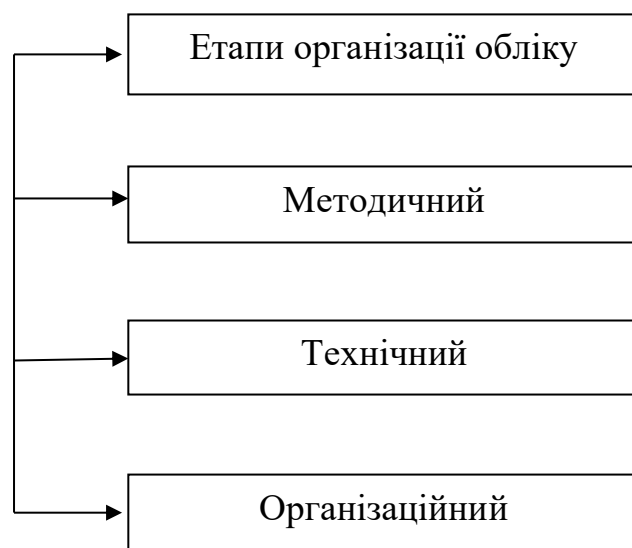 Етапи організації обліку
Методичний
Технічний
Організаційний